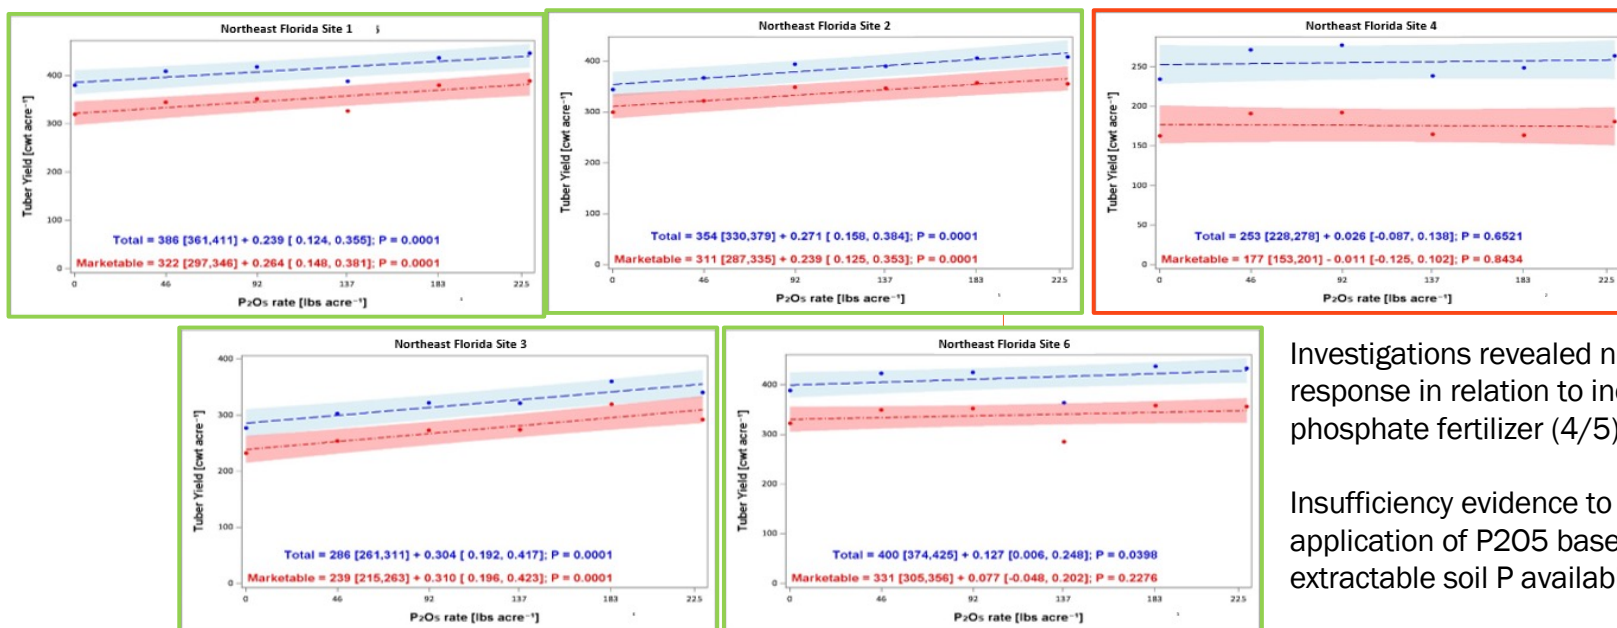 Northeast Florida Site 1
Tuber Yield [cwt acre⁻¹]
400
300
200
100
0
Total = 386 [361,411] + 0.239 [ 0.124, 0.355]; P = 0.0001
Marketable = 322 [297,346] + 0.264 [ 0.148, 0.381]; P = 0.0001
0 46 92 137 183 225
P₂O₅ rate [lbs acre⁻¹]
Northeast Florida Site 2
Tuber Yield [cwt acre⁻¹]
400
300
200
100
0
Total = 354 [330,379] + 0.271 [ 0.158, 0.384]; P = 0.0001
Marketable = 311 [287,335] + 0.239 [ 0.125, 0.353]; P = 0.0001
0 46 92 137 183 225
P₂O₅ rate [lbs acre⁻¹]
Northeast Florida Site 4
Tuber Yield [cwt acre⁻¹]
250
200
150
100
50
0
Total = 253 [228,278] + 0.026 [-0.087, 0.138]; P = 0.6521
Marketable = 177 [153,201] - 0.011 [-0.125, 0.102]; P = 0.8434
0 46 92 137 183 225
P₂O₅ rate [lbs acre⁻¹]
Northeast Florida Site 3
Tuber Yield [cwt acre⁻¹]
400
300
200
100
0
Total = 286 [261,311] + 0.304 [ 0.192, 0.417]; P = 0.0001
Marketable = 239 [215,263] + 0.310 [ 0.196, 0.423]; P = 0.0001
0 46 92 137 183 225
P₂O₅ rate [lbs acre⁻¹]
Northeast Florida Site 6
Tuber Yield [cwt acre⁻¹]
400
300
200
100
0
Total = 400 [374,425] + 0.127 [0.006, 0.248]; P = 0.0398
Marketable = 331 [305,356] + 0.077 [-0.048, 0.202]; P = 0.2276
0 46 92 137 183 225
P₂O₅ rate [lbs acre⁻¹]
Investigations revealed
response in relation to
phosphate fertilizer (4/5)
Insufficiency evidence to
application of P2O5
extractable soil P